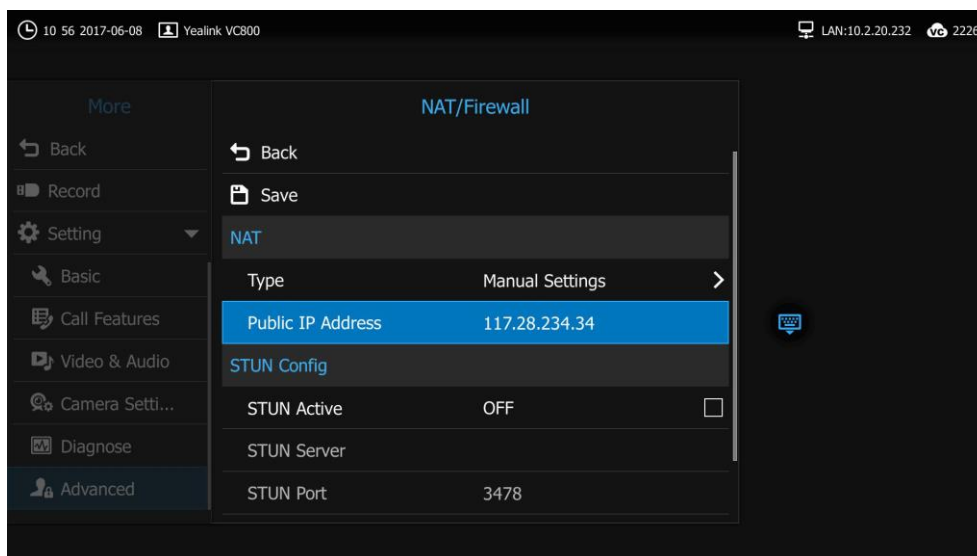 10 56 2017-06-08 Yealink VC800 LAN:10.2.20.232 2226
More
Back
Record
Setting
Basic
Call Features
Video & Audio
Camera Setti...
Diagnose
Advanced
NAT/Firewall
Back
Save
NAT
Type Manual Settings
Public IP Address 117.28.234.34
STUN Config
STUN Active OFF
STUN Server
STUN Port 3478